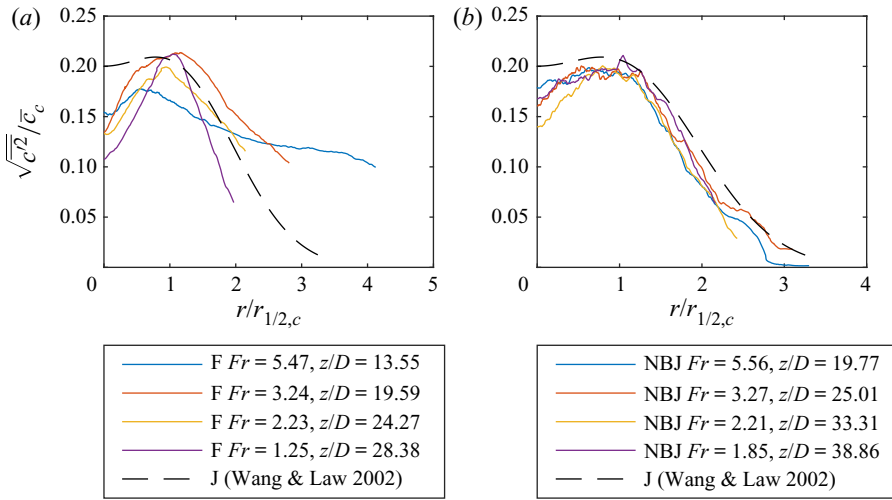 (a)
(b)
0.25
0.20
0.15
0.10
0.05
0
1
2
3
4
5
√c′² / c̄_c
r/r1/2,c
0.25
0.20
0.15
0.10
0.05
0
1
2
3
4
r/r1/2,c
F Fr = 5.47, z/D = 13.55
F Fr = 3.24, z/D = 19.59
F Fr = 2.23, z/D = 24.27
F Fr = 1.25, z/D = 28.38
J (Wang & Law 2002)
NBJ Fr = 5.56, z/D = 19.77
NBJ Fr = 3.27, z/D = 25.01
NBJ Fr = 2.21, z/D = 33.31
NBJ Fr = 1.85, z/D = 38.86
J (Wang & Law 2002)